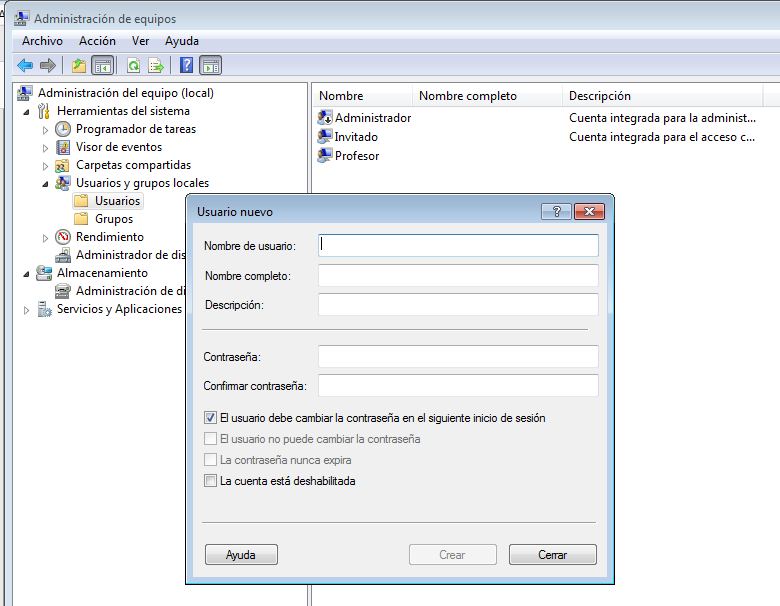 Administración de equipos
Archivo Acción Ver Ayuda
Administración del equipo (local)
Herramientas del sistema
Programador de tareas
Visor de eventos
Carpetas compartidas
Usuarios y grupos locales
Usuarios
Grupos
Rendimiento
Administrador de dis
Almacenamiento
Administración de di
Servicios y Aplicaciones
Nombre Nombre completo Descripción
Administrador Cuenta integrada para la administ...
Invitado Cuenta integrada para el acceso c...
Profesor
Usuario nuevo
Nombre de usuario:
Nombre completo:
Descripción:
Contraseña:
Confirmar contraseña:
El usuario debe cambiar la contraseña en el siguiente inicio de sesión
El usuario no puede cambiar la contraseña
La contraseña nunca expira
La cuenta está deshabilitada
Ayuda Crear Cerrar